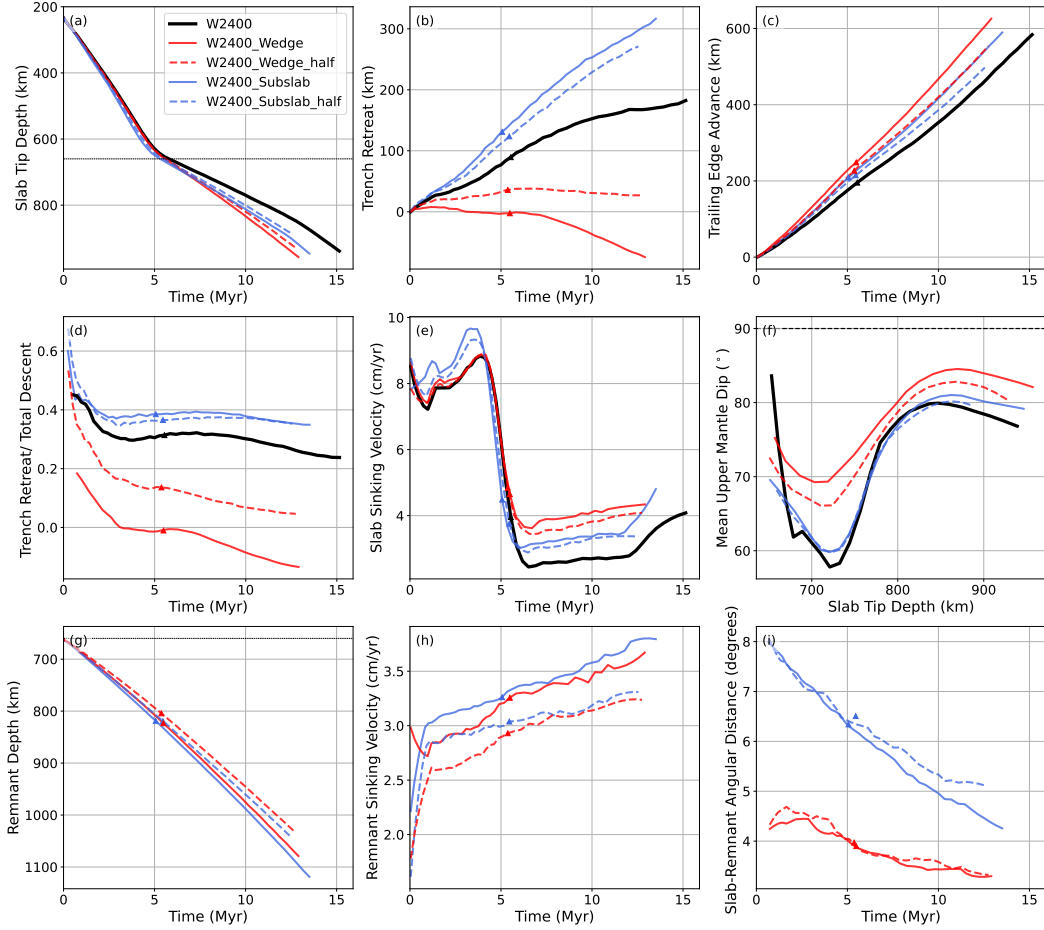 (a)
W2400
W2400_Wedge
W2400_Wedge_half
W2400_Subslab
W2400_Subslab_half
200
400
600
800
Slab Tip Depth (km)
0 5 10 15
Time (Myr)
(b)
300
200
100
0
Trench Retreat (km)
0 5 10 15
Time (Myr)
(c)
600
400
200
0
Trailing Edge Advance (km)
0 5 10 15
Time (Myr)
(d)
0.6
0.4
0.2
0.0
Trench Retreat/ Total Descent
0 5 10 15
Time (Myr)
(e)
10
8
6
4
Slab Sinking Velocity (cm/yr)
0 5 10 15
Time (Myr)
(f)
90
80
70
60
Mean Upper Mantle Dip (°)
700 800 900
Slab Tip Depth (km)
(g)
700
800
900
1000
1100
Remnant Depth (km)
0 5 10 15
Time (Myr)
(h)
3.5
3.0
2.5
2.0
Remnant Sinking Velocity (cm/yr)
0 5 10 15
Time (Myr)
(i)
8
7
6
5
4
Slab-Remnant Angular Distance (degrees)
0 5 10 15
Time (Myr)